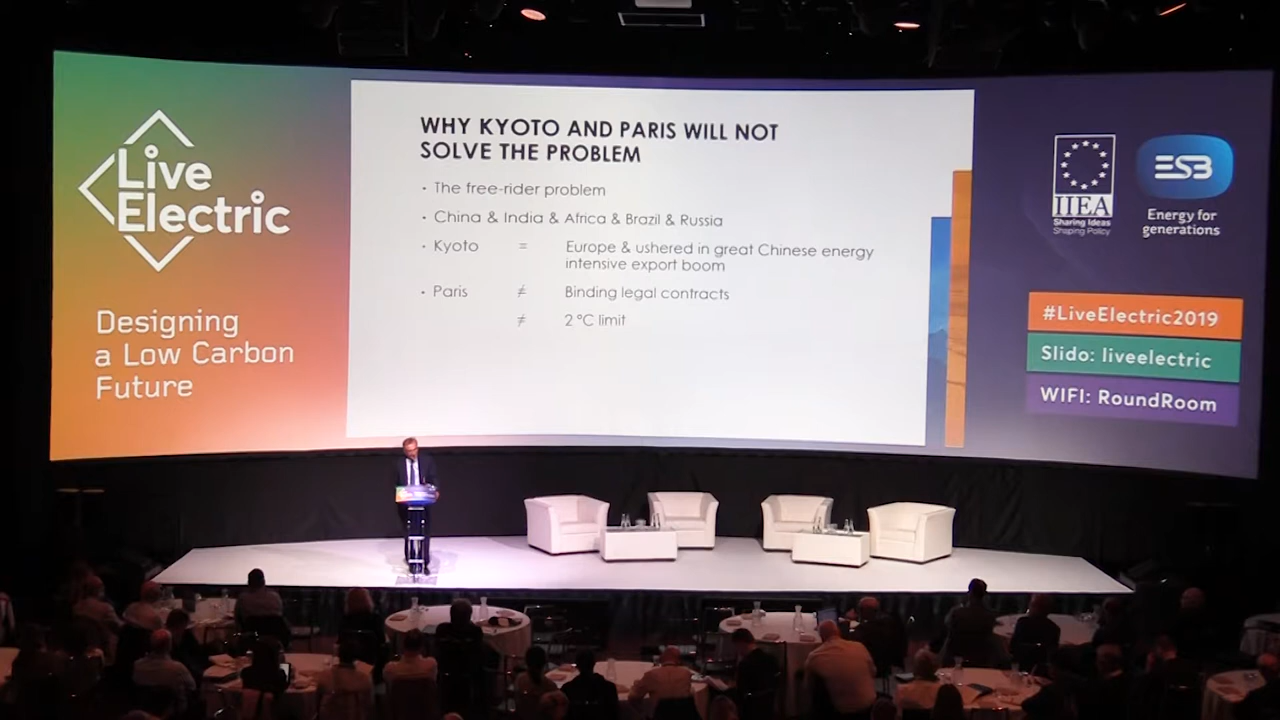 Live
Electric
Designing
a Low Carbon
Future
WHY KYOTO AND PARIS WILL NOT
SOLVE THE PROBLEM
· The free-rider problem
· China & India & Africa & Brazil & Russia
· Kyoto = Europe & ushered in great Chinese energy
intensive export boom
· Paris ≠ Binding legal contracts
≠ 2 °C limit
IIEA
Sharing Ideas
Shaping Policy
ESB
Energy for
generations
#LiveElectric2019
Slido: liveelectric
WIFI: RoundRoom